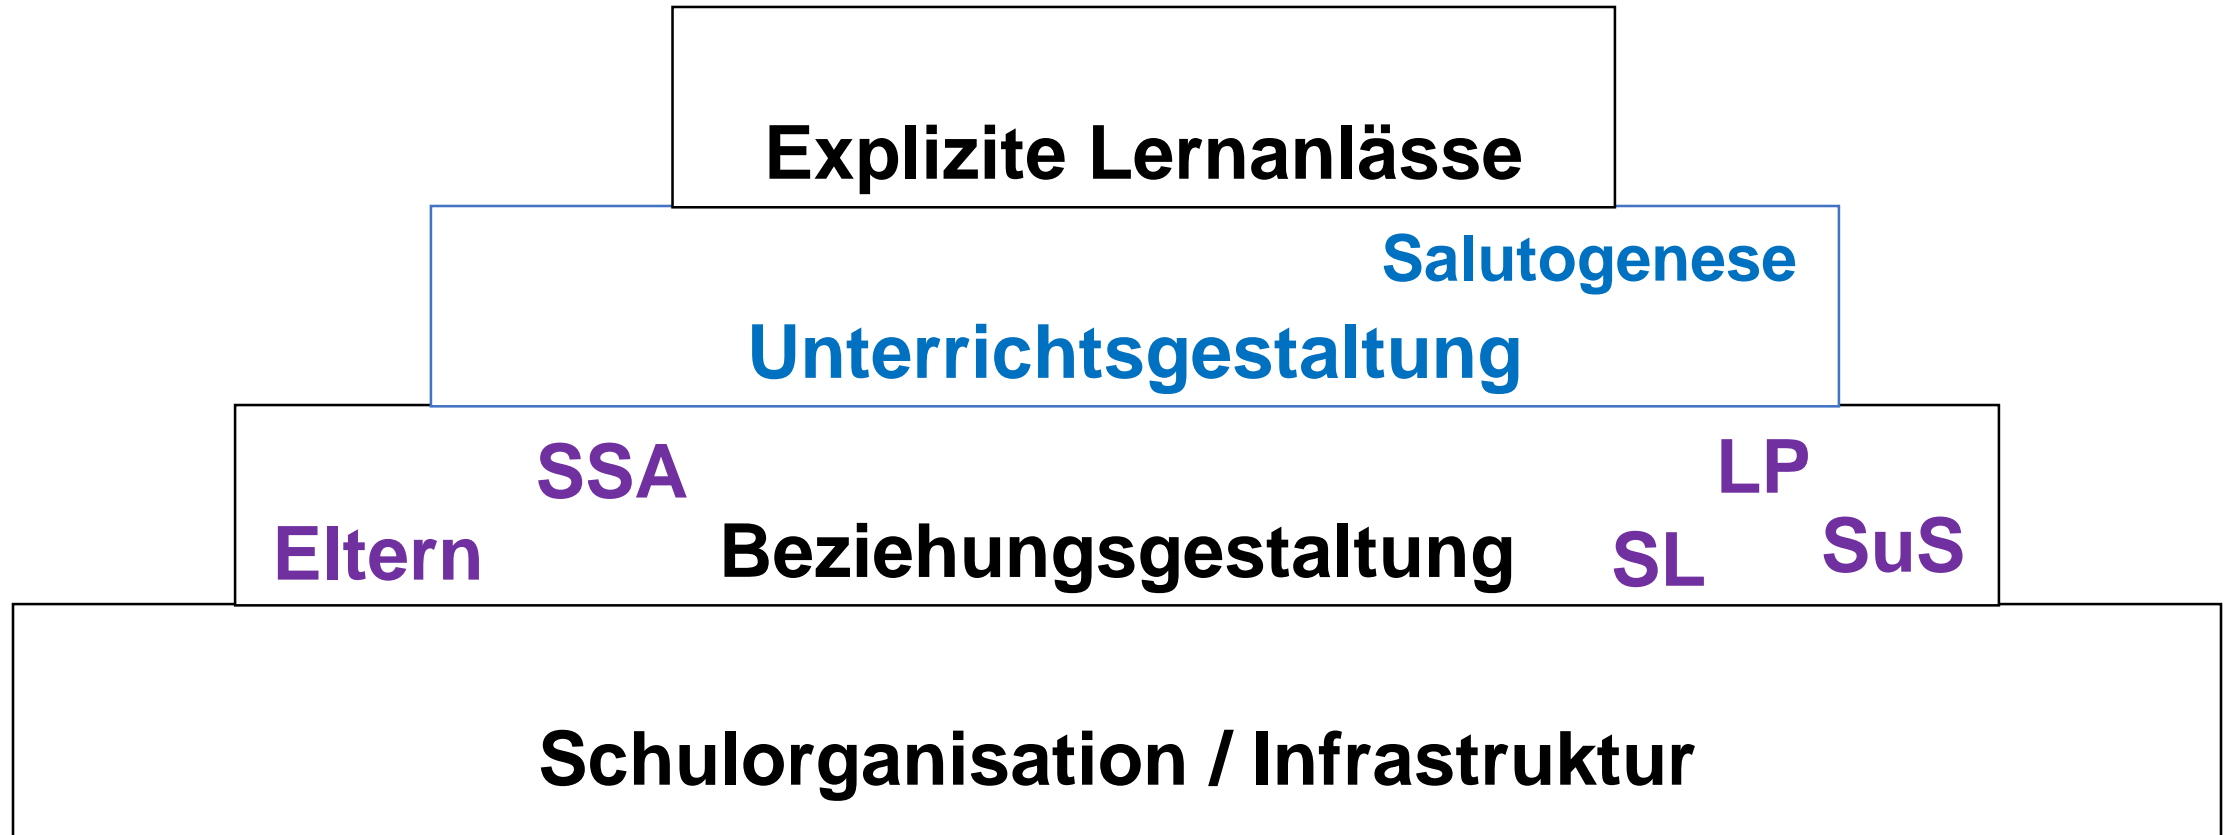 Explizite Lernanlässe
Salutogenese
Unterrichtsgestaltung
SSA
LP
Eltern
Beziehungsgestaltung
SL
SuS
Schulorganisation / Infrastruktur